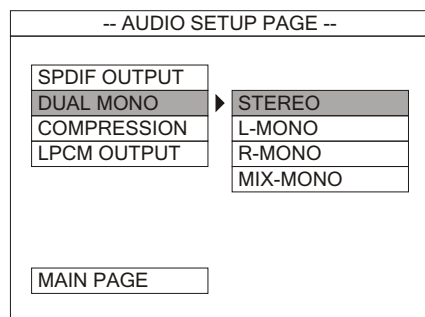 -- AUDIO SETUP PAGE --
SPDIF OUTPUT
DUAL MONO
COMPRESSION
LPCM OUTPUT
STEREO
L-MONO
R-MONO
MIX-MONO
MAIN PAGE